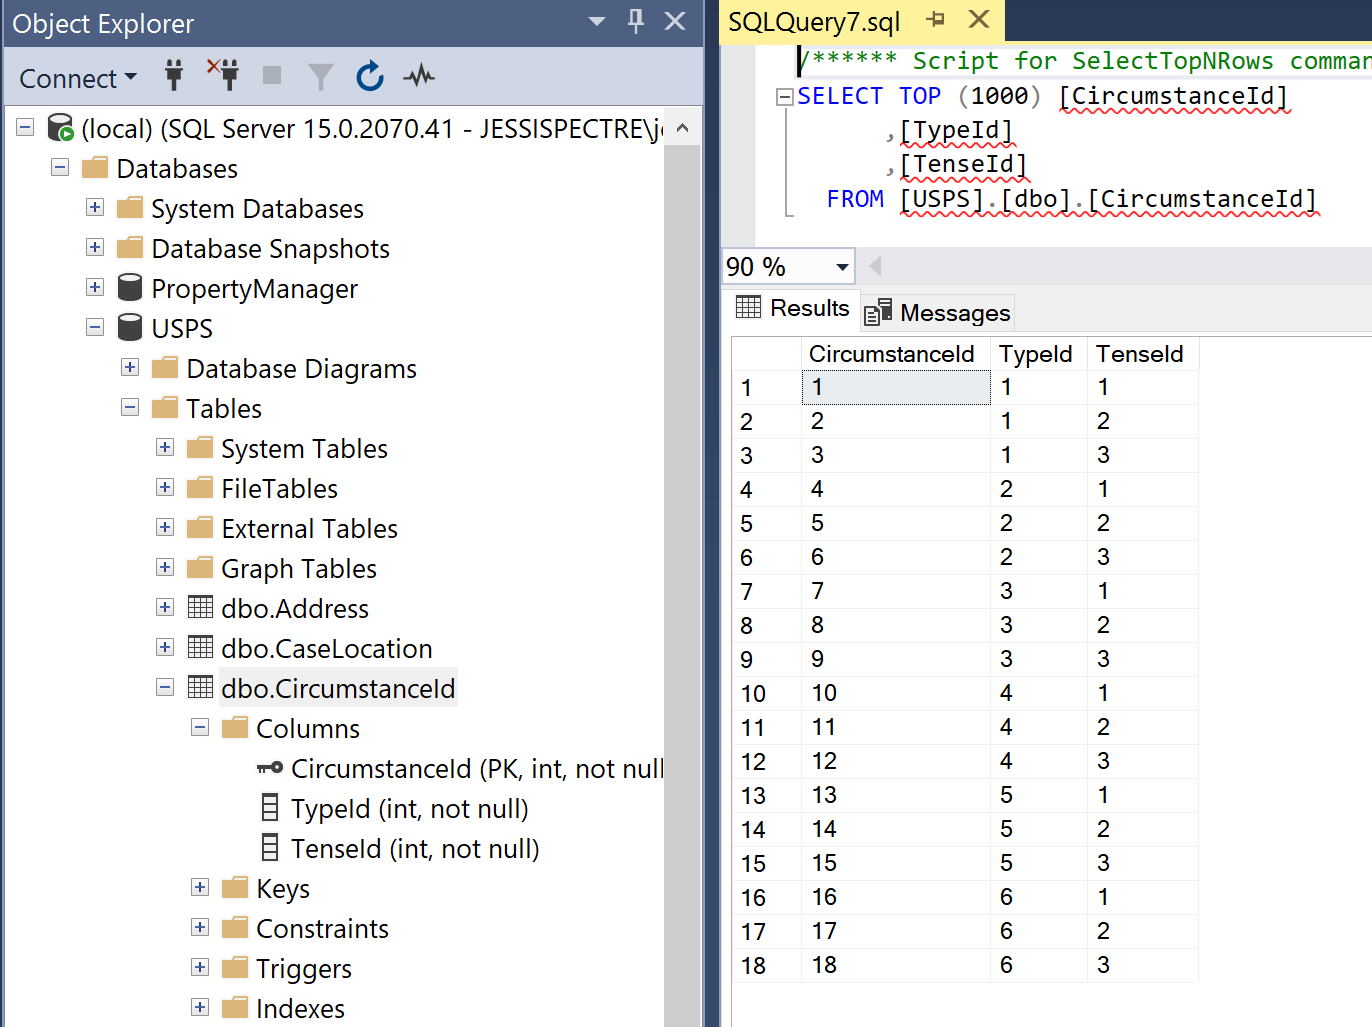 Object Explorer
Connect
(local) (SQL Server 15.0.2070.41 - JESSISPECTRE\j
Databases
System Databases
Database Snapshots
PropertyManager
USPS
Database Diagrams
Tables
System Tables
FileTables
External Tables
Graph Tables
dbo.Address
dbo.CaseLocation
dbo.CircumstanceId
Columns
CircumstanceId (PK, int, not null
TypeId (int, not null)
TenseId (int, not null)
Keys
Constraints
Triggers
Indexes
SQLQuery7.sql
/****** Script for SelectTopNRows comman
SELECT TOP (1000) [CircumstanceId]
,[TypeId]
,[TenseId]
FROM [USPS].[dbo].[CircumstanceId]
90 %
Results Messages
CircumstanceId TypeId TenseId
1 1 1 1
2 2 1 2
3 3 1 3
4 4 2 1
5 5 2 2
6 6 2 3
7 7 3 1
8 8 3 2
9 9 3 3
10 10 4 1
11 11 4 2
12 12 4 3
13 13 5 1
14 14 5 2
15 15 5 3
16 16 6 1
17 17 6 2
18 18 6 3